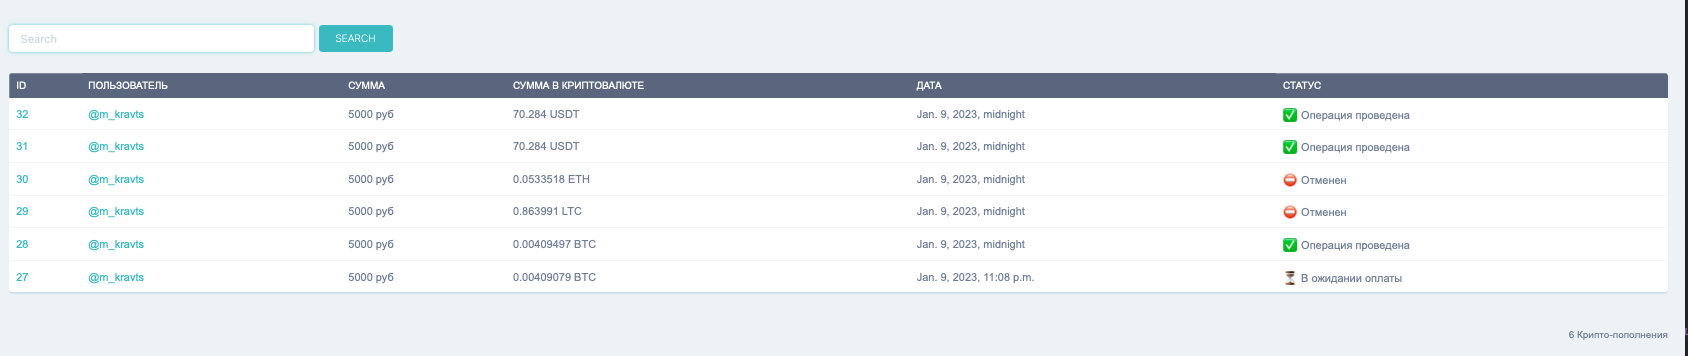 Search SEARCH
ID ПОЛЬЗОВАТЕЛЬ СУММА СУММА В КРИПТОВАЛЮТЕ ДАТА СТАТУС
32 @m_kravts 5000 руб 70.284 USDT Jan. 9, 2023, midnight ✅ Операция проведена
31 @m_kravts 5000 руб 70.284 USDT Jan. 9, 2023, midnight ✅ Операция проведена
30 @m_kravts 5000 руб 0.0533518 ETH Jan. 9, 2023, midnight ⛔ Отменен
29 @m_kravts 5000 руб 0.863991 LTC Jan. 9, 2023, midnight ⛔ Отменен
28 @m_kravts 5000 руб 0.00409497 BTC Jan. 9, 2023, midnight ✅ Операция проведена
27 @m_kravts 5000 руб 0.00409079 BTC Jan. 9, 2023, 11:08 p.m. ⏳ В ожидании оплаты
6 Крипто-пополнения